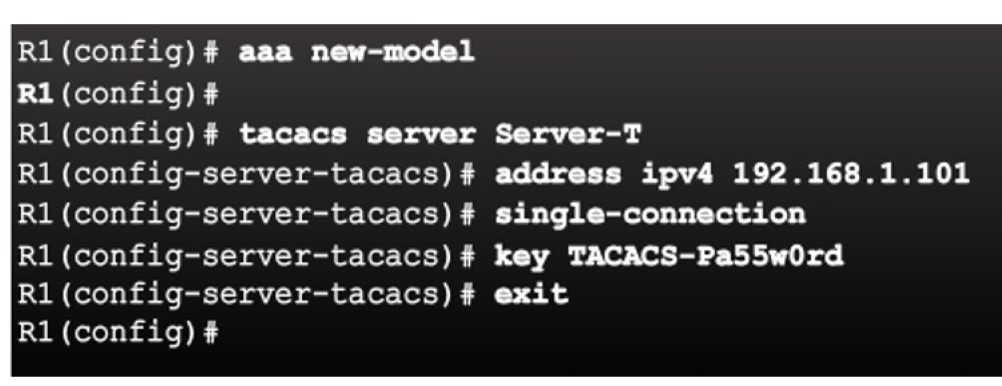 R1(config)# aaa new-model
R1(config)#
R1(config)# tacacs server Server-T
R1(config-server-tacacs)# address ipv4 192.168.1.101
R1(config-server-tacacs)# single-connection
R1(config-server-tacacs)# key TACACS-Pa55w0rd
R1(config-server-tacacs)# exit
R1(config)#